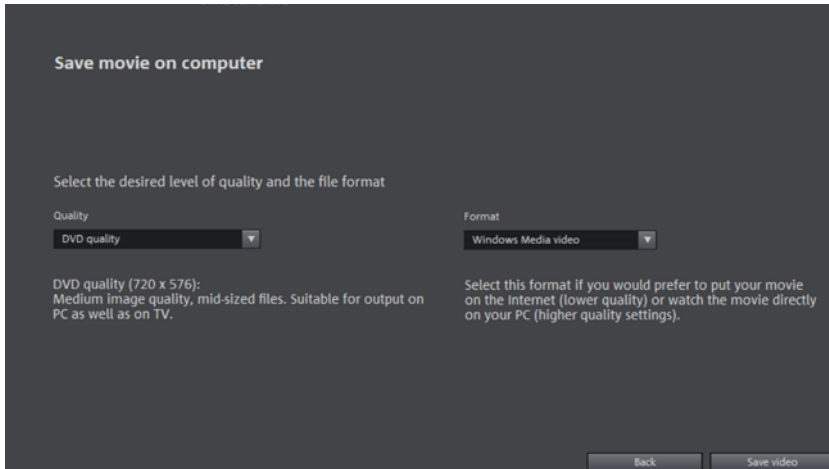 Save movie on computer
Select the desired level of quality and the file format
Quality
DVD quality
DVD quality (720 x 576):
Medium image quality, mid-sized files. Suitable for output on
PC as well as on TV.
Format
Windows Media video
Select this format if you would prefer to put your movie
on the Internet (lower quality) or watch the movie directly
on your PC (higher quality settings).
Back
Save video